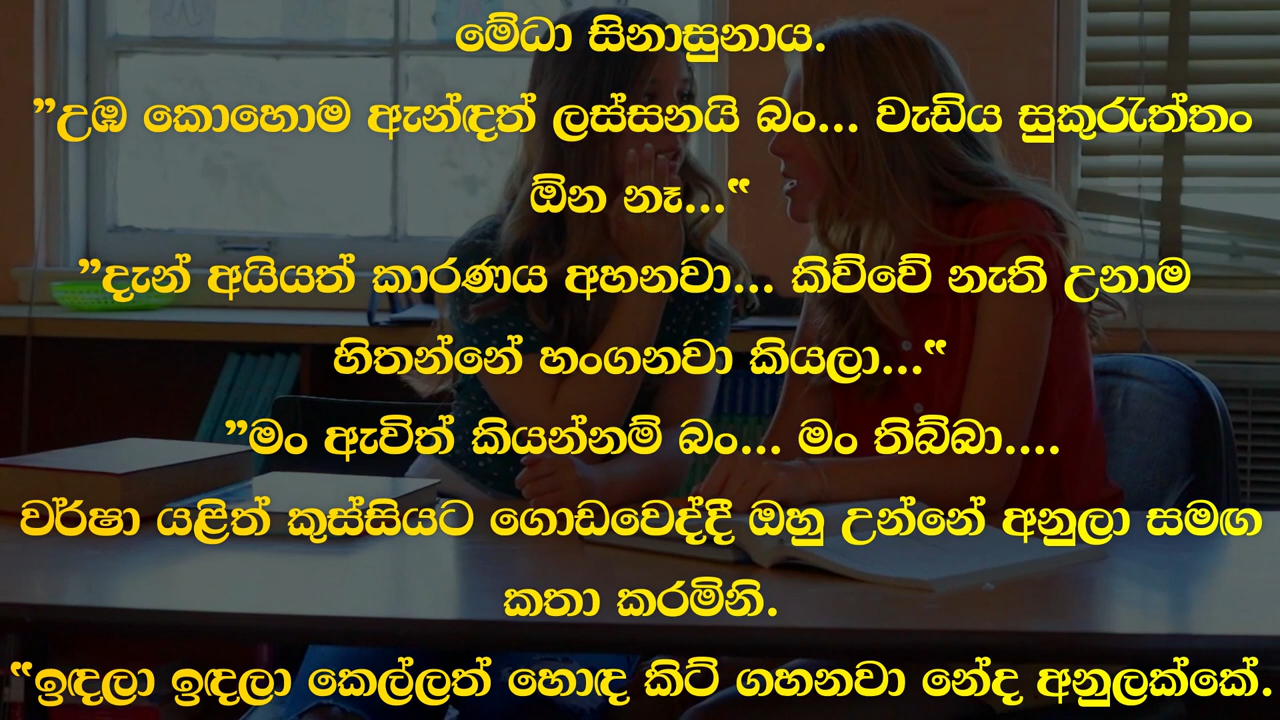 මේධා සිනාසුනාය.
”උඹ කොහොම ඇන්ඳත් ලස්සනයි බං... වැඩිය සුකුරුත්තං
ඕන නෑ...“
”දැන් අයියත් කාරණය අහනවා... කිව්වේ නැති උනාම
හිතන්නේ හංගනවා කියලා...“
”මං ඇවිත් කියන්නම් බං... මං තිබ්බා....
වර්ෂා යළිත් කුස්සියට ගොඩවෙද්දී ඔහු උන්නේ අනුලා සමඟ
කතා කරමිනි.
“ඉඳලා ඉඳලා කෙල්ලත් හොඳ කිට් ගහනවා නේද අනුලක්කේ.